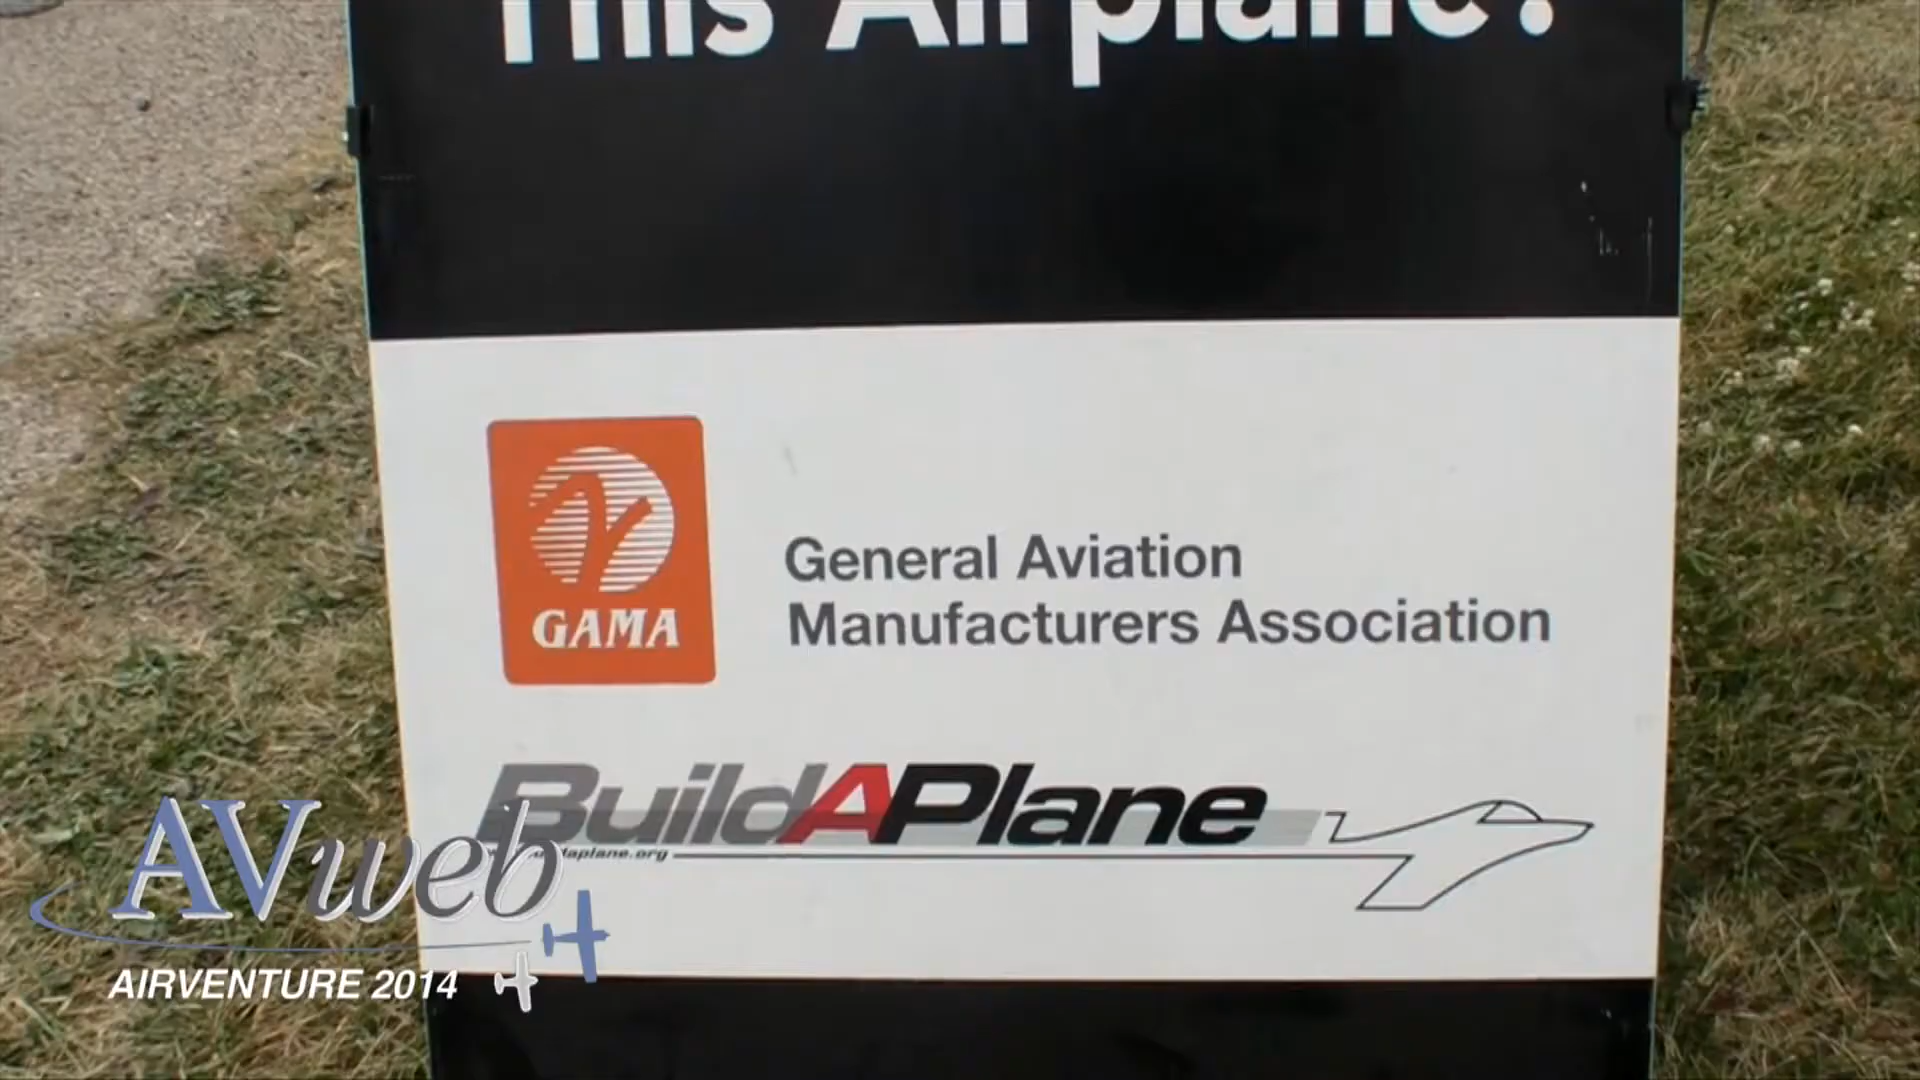 This Airplane?
GAMA
General Aviation
Manufacturers Association
BuildAPlane
AVweb
AIRVENTURE 2014